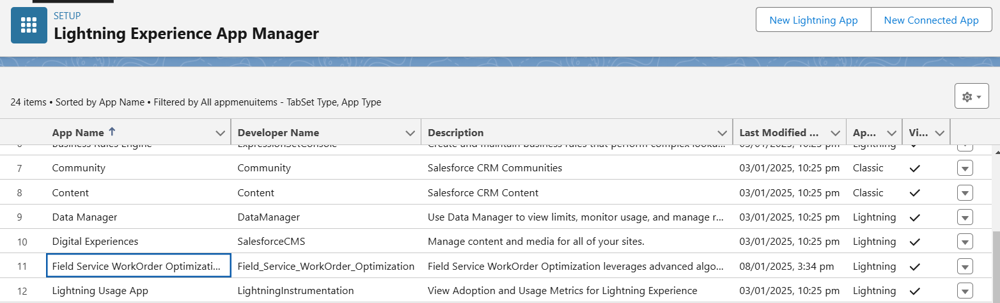 SETUP
Lightning Experience App Manager
New Lightning App New Connected App
24 items • Sorted by App Name • Filtered by All appmenuitems - TabSet Type, App Type
App Name Developer Name Description Last Modified ... Ap... Vi...
6 Business Rules Engine ExpressionSetConsole Create and maintain business rules that perform complex looku... 03/01/2025, 10:25 pm Lightning
7 Community Community Salesforce CRM Communities 03/01/2025, 10:25 pm Classic
8 Content Content Salesforce CRM Content 03/01/2025, 10:25 pm Classic
9 Data Manager DataManager Use Data Manager to view limits, monitor usage, and manage r... 03/01/2025, 10:25 pm Lightning
10 Digital Experiences SalesforceCMS Manage content and media for all of your sites. 03/01/2025, 10:25 pm Lightning
11 Field Service WorkOrder Optimizati... Field_Service_WorkOrder_Optimization Field Service WorkOrder Optimization leverages advanced algo... 08/01/2025, 3:34 pm Lightning
12 Lightning Usage App LightningInstrumentation View Adoption and Usage Metrics for Lightning Experience 03/01/2025, 10:25 pm Lightning